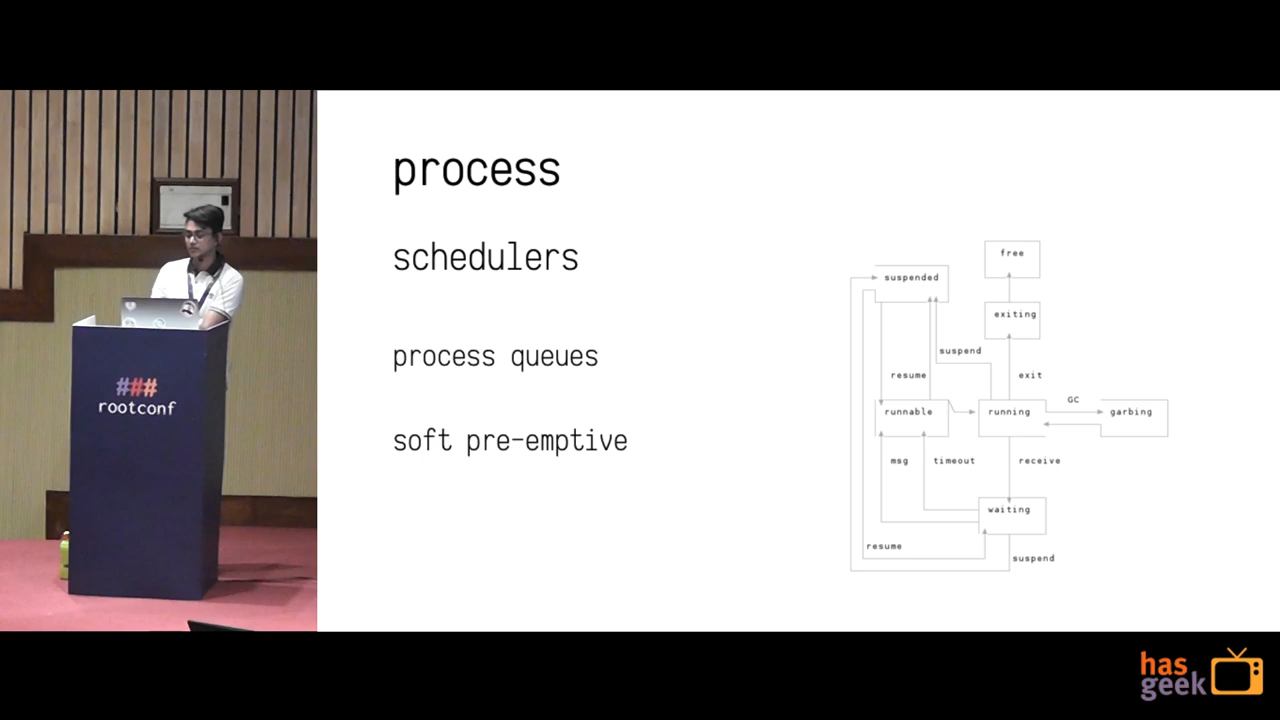 process
schedulers
process queues
soft pre-emptive
free
suspended
exiting
suspend
resume
exit
GC
runnable
running
garbing
msg
timeout
receive
waiting
resume
suspend
###
rootconf
has
geek